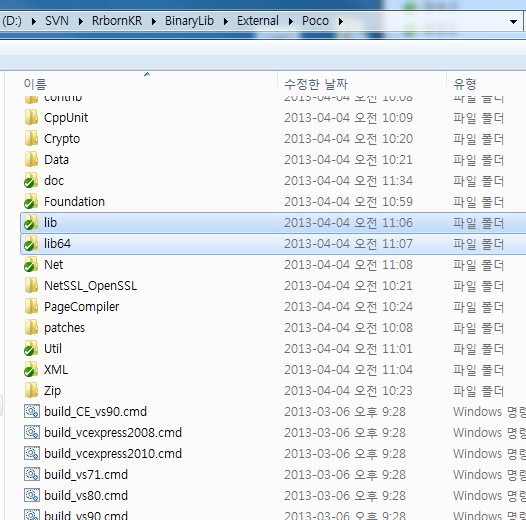 (D:) ▸ SVN ▸ RrbornKR ▸ BinaryLib ▸ External ▸ Poco ▸
이름 수정한 날짜 유형
contrib 2013-04-04 오전 10:08 파일 폴더
CppUnit 2013-04-04 오전 10:09 파일 폴더
Crypto 2013-04-04 오전 10:20 파일 폴더
Data 2013-04-04 오전 10:21 파일 폴더
doc 2013-04-04 오전 11:34 파일 폴더
Foundation 2013-04-04 오전 10:59 파일 폴더
lib 2013-04-04 오전 11:06 파일 폴더
lib64 2013-04-04 오전 11:07 파일 폴더
Net 2013-04-04 오전 11:08 파일 폴더
NetSSL_OpenSSL 2013-04-04 오전 10:21 파일 폴더
PageCompiler 2013-04-04 오전 10:24 파일 폴더
patches 2013-04-04 오전 10:08 파일 폴더
Util 2013-04-04 오전 11:01 파일 폴더
XML 2013-04-04 오전 11:04 파일 폴더
Zip 2013-04-04 오전 10:23 파일 폴더
build_CE_vs90.cmd 2013-03-06 오후 9:28 Windows 명령
build_vcexpress2008.cmd 2013-03-06 오후 9:28 Windows 명령
build_vcexpress2010.cmd 2013-03-06 오후 9:28 Windows 명령
build_vs71.cmd 2013-03-06 오후 9:28 Windows 명령
build_vs80.cmd 2013-03-06 오후 9:28 Windows 명령
build_vs90.cmd 2013-03-06 오후 9:28 Windows 명령